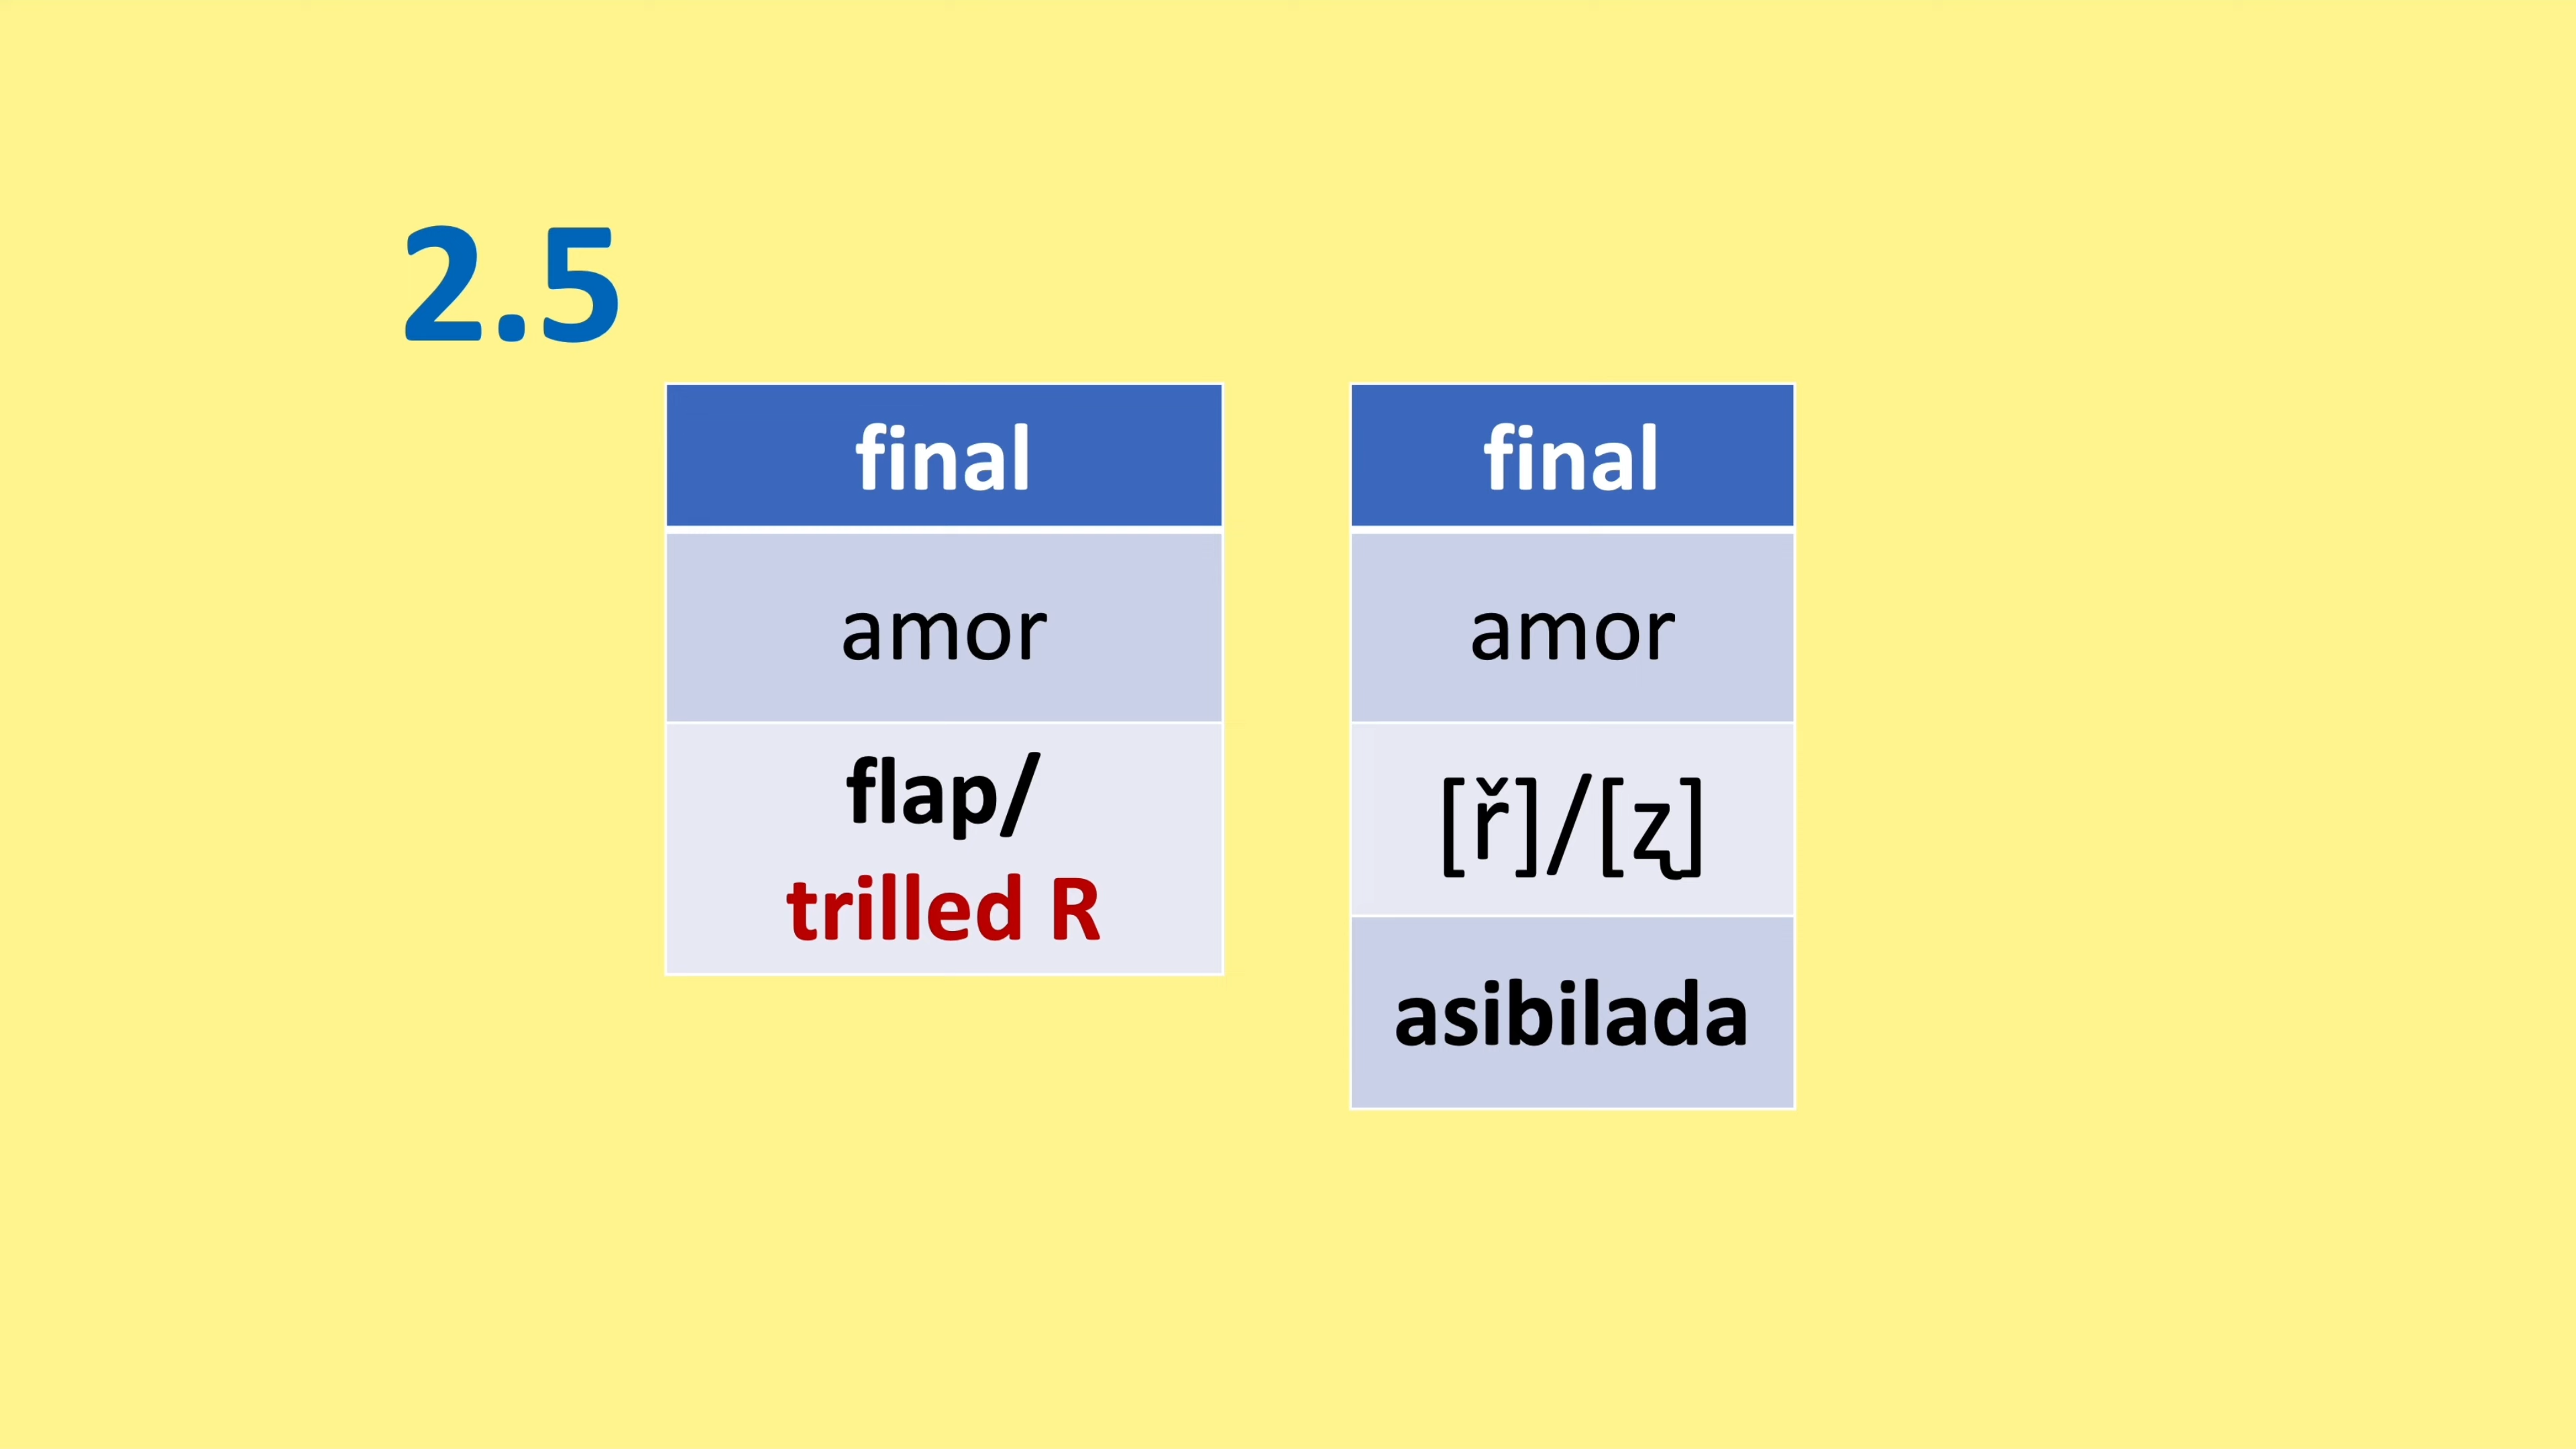 2.5
final
amor
flap/
trilled R
final
amor
[ř]/[ʐ]
asibilada